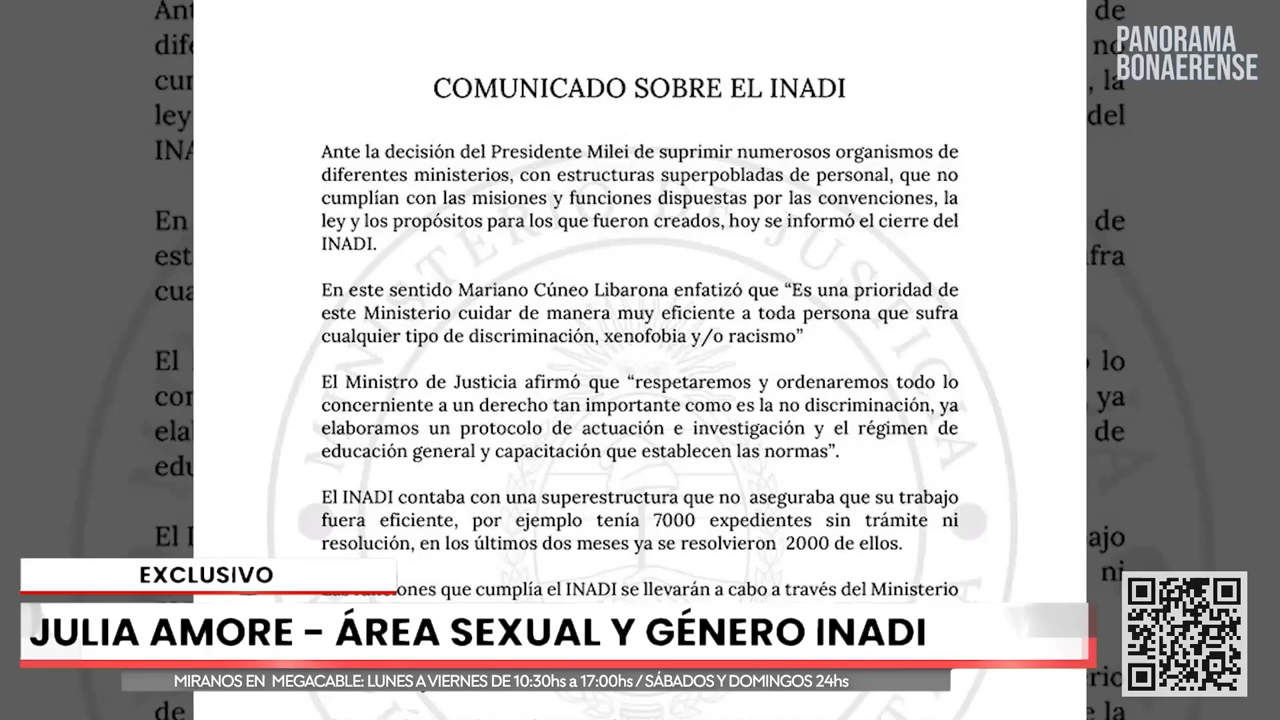 PANORAMA
BONAERENSE
COMUNICADO SOBRE EL INADI
Ante la decisión del Presidente Milei de suprimir numerosos organismos de
diferentes ministerios, con estructuras superpobladas de personal, que no
cumplían con las misiones y funciones dispuestas por las convenciones, la
ley y los propósitos para los que fueron creados, hoy se informó el cierre del
INADI.
En este sentido Mariano Cúneo Libarona enfatizó que “Es una prioridad de
este Ministerio cuidar de manera muy eficiente a toda persona que sufra
cualquier tipo de discriminación, xenofobia y/o racismo”
El Ministro de Justicia afirmó que “respetaremos y ordenaremos todo lo
concerniente a un derecho tan importante como es la no discriminación, ya
elaboramos un protocolo de actuación e investigación y el régimen de
educación general y capacitación que establecen las normas”.
El INADI contaba con una superestructura que no aseguraba que su trabajo
fuera eficiente, por ejemplo tenía 7000 expedientes sin trámite ni
resolución, en los últimos dos meses ya se resolvieron 2000 de ellos.
que cumplía el INADI se llevarán a cabo a través del Ministerio
MINISTERIO DE JUSTICIA
EXCLUSIVO
JULIA AMORE - ÁREA SEXUAL Y GÉNERO INADI
MIRANOS EN MEGACABLE: LUNES A VIERNES DE 10:30hs a 17:00hs / SÁBADOS Y DOMINGOS 24hs